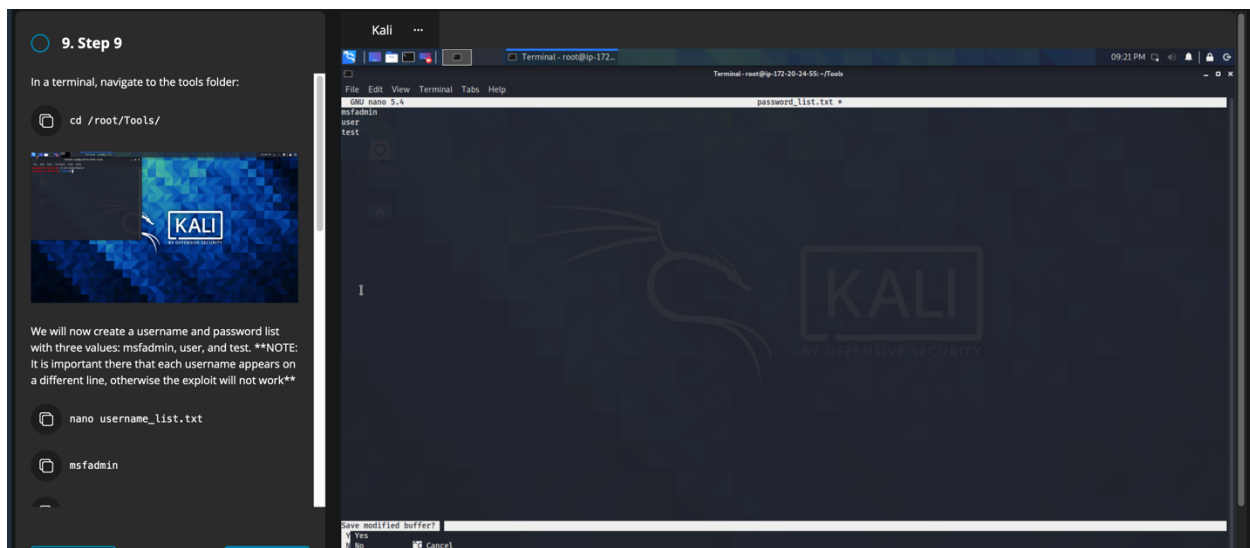 9. Step 9
In a terminal, navigate to the tools folder:
cd /root/Tools/
KALI
BY OFFENSIVE SECURITY
We will now create a username and password list
with three values: msfadmin, user, and test. **NOTE:
It is important there that each username appears on
a different line, otherwise the exploit will not work**
nano username_list.txt
msfadmin
Kali ...
Terminal - root@ip-172...
09:21 PM
Terminal - root@ip-172-20-24-55: ~/Tools
File Edit View Terminal Tabs Help
GNU nano 5.4 password_list.txt *
msfadmin
user
test
KALI
BY OFFENSIVE SECURITY
Save modified buffer?
Y Yes
N No ^C Cancel